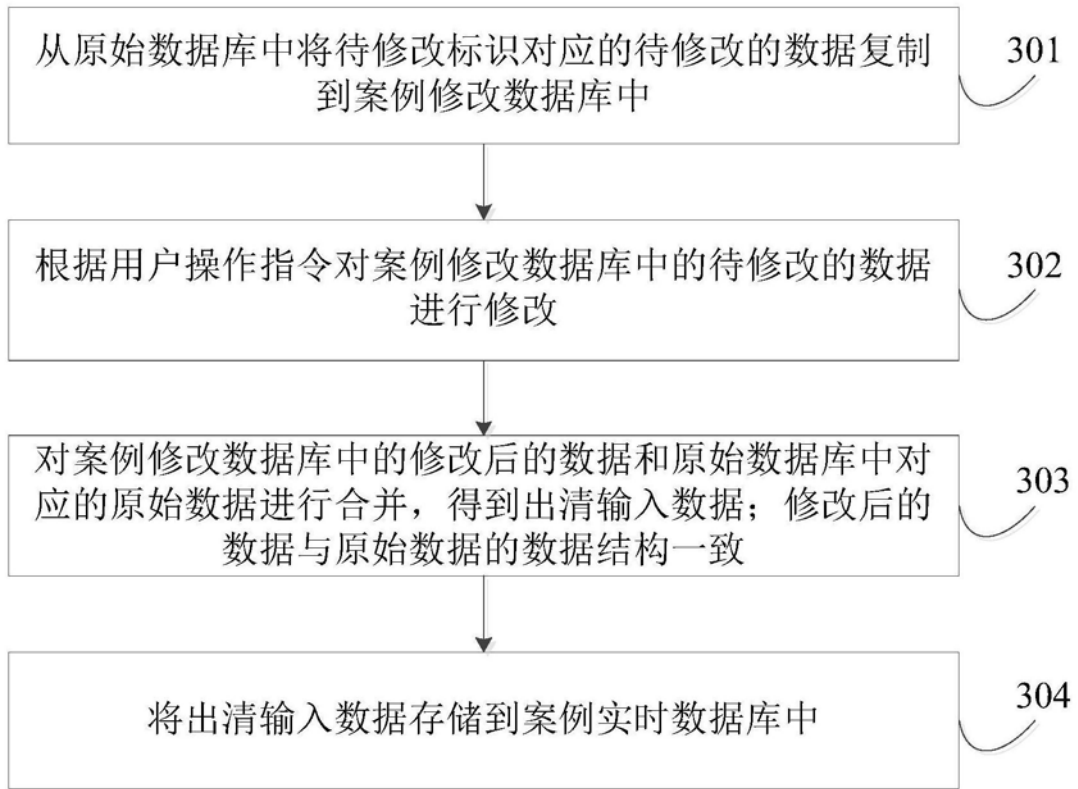 从原始数据库中将待修改标识对应的待修改的数据复制
到案例修改数据库中
301
根据用户操作指令对案例修改数据库中的待修改的数据
进行修改
302
对案例修改数据库中的修改后的数据和原始数据库中对
应的原始数据进行合并，得到出清输入数据；修改后的
数据与原始数据的数据结构一致
303
将出清输入数据存储到案例实时数据库中
304